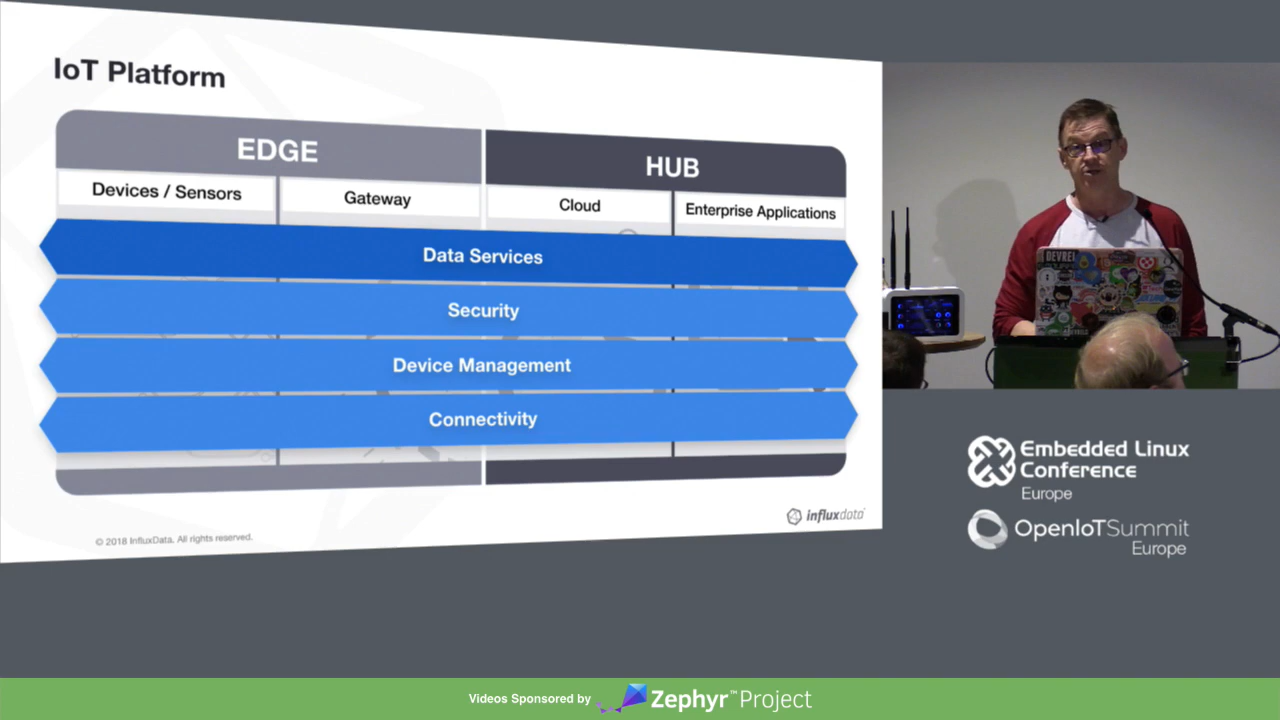 IoT Platform
EDGE
HUB
Devices / Sensors
Gateway
Cloud
Enterprise Applications
Data Services
Security
Device Management
Connectivity
influxdata
© 2018 InfluxData. All rights reserved.
DEVREL
Embedded Linux
Conference
Europe
OpenIoTSummit
Europe
Videos Sponsored by Zephyr™Project